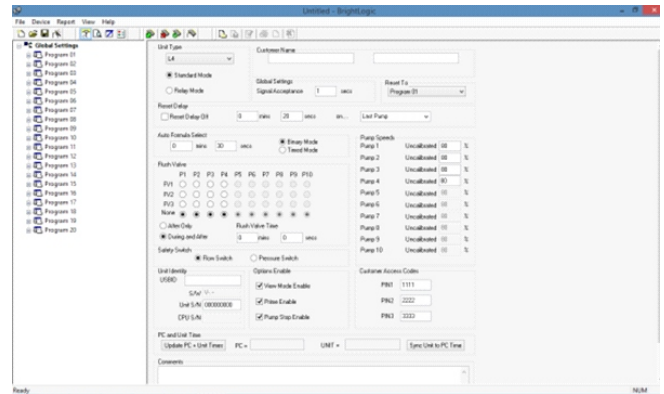 Untitled - BrightLogic
File Device Report View Help
Global Settings
Program 01
Program 02
Program 03
Program 04
Program 05
Program 06
Program 07
Program 08
Program 09
Program 10
Program 11
Program 12
Program 13
Program 14
Program 15
Program 16
Program 17
Program 18
Program 19
Program 20
Unit Type
L4
Standard Mode
Relay Mode
Customer Name
Global Settings
Signal Acceptance 1 secs
Reset To
Program 01
Reset Delay
Reset Delay Off 0 mins 20 secs on... Last Pump
Auto Formula Select
0 mins 30 secs
Binary Mode
Timed Mode
Flush Valve
P1 P2 P3 P4 P5 P6 P7 P8 P9 P10
FV1
FV2
FV3
None
After Only
During and After
Flush Valve Time
0 mins 0 secs
Pump Speeds
Pump 1 Uncalibrated %
Pump 2 Uncalibrated %
Pump 3 Uncalibrated %
Pump 4 Uncalibrated %
Pump 5 Uncalibrated %
Pump 6 Uncalibrated %
Pump 7 Uncalibrated %
Pump 8 Uncalibrated %
Pump 9 Uncalibrated %
Pump 10 Uncalibrated %
Safety Switch
Flow Switch Pressure Switch
Unit Identity
USBID
S/W
Unit S/N 000000000
CPU S/N
Options Enable
View Mode Enable
Prime Enable
Pump Stop Enable
Customer Access Codes
PIN1 1111
PIN2 2222
PIN3 3333
PC and Unit Time
Update PC + Unit Times PC = UNIT = Sync Unit to PC Time
Comments
Ready NUM